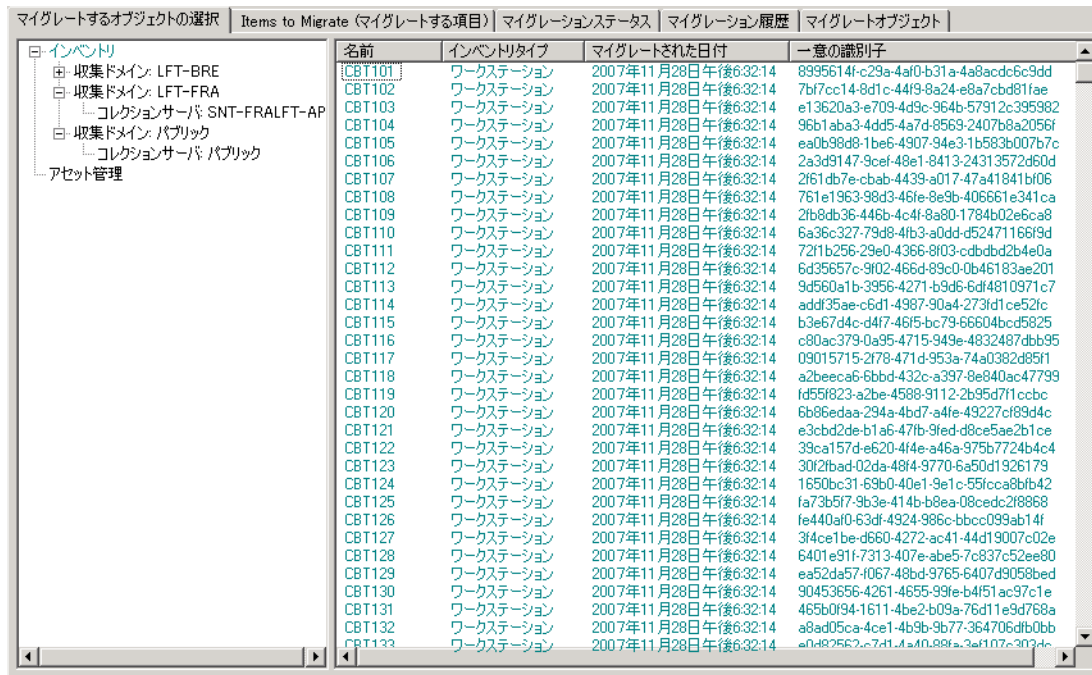 マイグレートするオブジェクトの選択 Items to Migrate (マイグレートする項目) マイグレーションステータス マイグレーション履歴 マイグレートオブジェクト
インベントリ
収集ドメイン: LFT-BRE
収集ドメイン: LFT-FRA
コレクションサーバ: SNT-FRALFT-AP
収集ドメイン: パブリック
コレクションサーバ: パブリック
アセット管理
名前 インベントリタイプ マイグレートされた日付 一意の識別子
CBT101 ワークステーション 2007年11月28日午後6:32:14 8995614f-c29a-4af0-b31a-4a8acdc6c9dd
CBT102 ワークステーション 2007年11月28日午後6:32:14 7bf7cc14-8d1c-44f9-8a24-e8a7cbd81fae
CBT103 ワークステーション 2007年11月28日午後6:32:14 e13620a3-e709-4d9c-964b-57912c395982
CBT104 ワークステーション 2007年11月28日午後6:32:14 96b1aba3-4dd5-4a7d-8569-2407b8a2056f
CBT105 ワークステーション 2007年11月28日午後6:32:14 ea0b98d8-1be6-4907-94e3-1b583b007b7c
CBT106 ワークステーション 2007年11月28日午後6:32:14 2a3d9147-9cef-48e1-8413-24313572d60d
CBT107 ワークステーション 2007年11月28日午後6:32:14 2f61db7e-cbab-4439-a017-47a41841bf06
CBT108 ワークステーション 2007年11月28日午後6:32:14 761e1963-98d3-46fe-8e9b-406661e341ca
CBT109 ワークステーション 2007年11月28日午後6:32:14 2fb8db36-446b-4c4f-8a80-1784b02e6ca8
CBT110 ワークステーション 2007年11月28日午後6:32:14 6a36c327-79d8-4fb3-a0dd-d52471166f9d
CBT111 ワークステーション 2007年11月28日午後6:32:14 72f1b256-29e0-4366-8f03-cdbdbd2b4e0a
CBT112 ワークステーション 2007年11月28日午後6:32:14 6d35657c-9f02-466d-89c0-0b46183ae201
CBT113 ワークステーション 2007年11月28日午後6:32:14 9d560a1b-3956-4271-b9d6-6df4810971c7
CBT114 ワークステーション 2007年11月28日午後6:32:14 addf35ae-c6d1-4987-90a4-273fd1ce52fc
CBT115 ワークステーション 2007年11月28日午後6:32:14 b3e67d4c-d4f7-46f5-bc79-66604bcd5825
CBT116 ワークステーション 2007年11月28日午後6:32:14 c80ac379-0a95-4715-949e-4832487dbb95
CBT117 ワークステーション 2007年11月28日午後6:32:14 09015715-2f78-471d-953a-74a0382d85f1
CBT118 ワークステーション 2007年11月28日午後6:32:14 a2beeca6-6bbd-432c-a397-8e840ac47799
CBT119 ワークステーション 2007年11月28日午後6:32:14 fd55f823-a2be-4588-9112-2b95d7f1ccbc
CBT120 ワークステーション 2007年11月28日午後6:32:14 6b86edaa-294a-4bd7-a4fe-49227cf89d4c
CBT121 ワークステーション 2007年11月28日午後6:32:14 e3cbd2de-b1a6-47fb-9fed-d8ce5ae2b1ce
CBT122 ワークステーション 2007年11月28日午後6:32:14 39ca157d-e620-4f4e-a46a-975b7724b4c4
CBT123 ワークステーション 2007年11月28日午後6:32:14 30f2fbad-02da-48f4-9770-6a50d1926179
CBT124 ワークステーション 2007年11月28日午後6:32:14 1650bc31-69b0-40e1-9e1c-55fcca8bfb42
CBT125 ワークステーション 2007年11月28日午後6:32:14 fa73b5f7-9b3e-414b-b8ea-08cedc2f8868
CBT126 ワークステーション 2007年11月28日午後6:32:14 fe440af0-63df-4924-986c-bbcc099ab14f
CBT127 ワークステーション 2007年11月28日午後6:32:14 3f4ce1be-d660-4272-ac41-44d19007c02e
CBT128 ワークステーション 2007年11月28日午後6:32:14 6401e91f-7313-407e-abe5-7c837c52ee80
CBT129 ワークステーション 2007年11月28日午後6:32:14 ea52da57-f067-48bd-9765-6407d9058bed
CBT130 ワークステーション 2007年11月28日午後6:32:14 90453656-4261-4655-99fe-b4f51ac97c1e
CBT131 ワークステーション 2007年11月28日午後6:32:14 465b0f94-1611-4be2-b09a-76d11e9d768a
CBT132 ワークステーション 2007年11月28日午後6:32:14 a8ad05ca-4ce1-4b9b-9b77-364706dfb0bb
CBT133 ワークステーション 2007年11月28日午後6:32:14 e0d82562-c7d1-4a40-88fa-3ef107c303dc